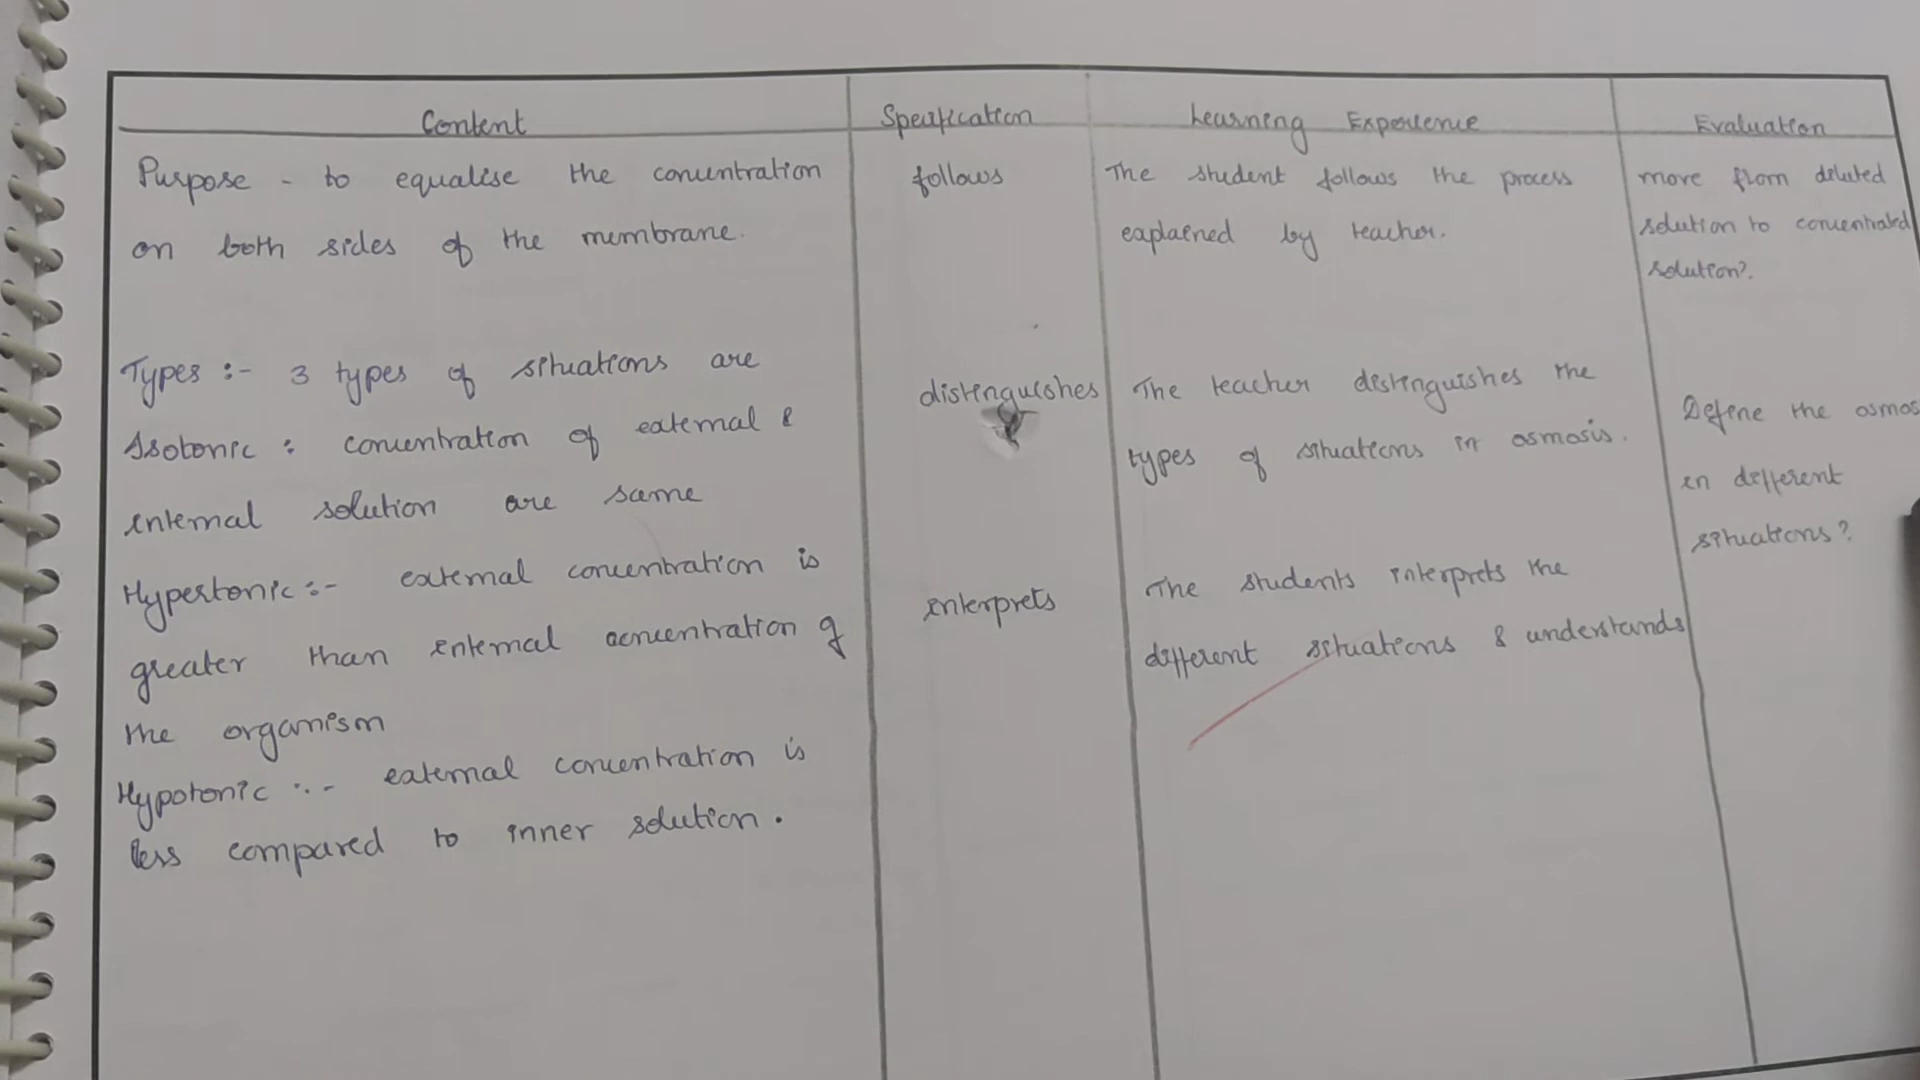 Content
Purpose - to equalise the concentration
on both sides of the membrane.
Types :- 3 types of situations are
Isotonic : concentration of external &
internal solution are same
Hypertonic :- external concentration is
greater than internal concentration of
the organism
Hypotonic :- external concentration is
less compared to inner solution.
Specification
follows
distinguishes
interprets
Learning Experience
The student follows the process
explained by teacher.
The teacher distinguishes the
types of situations in osmosis.
The students interprets the
different situations & understands
Evaluation
move from diluted
solution to concentrated
solution?
Define the osmos
in different
situations?